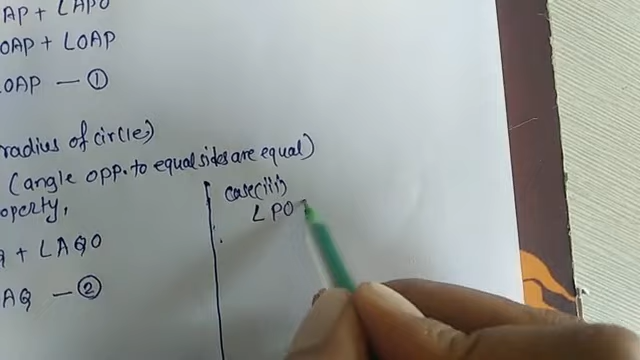 AP + ∠APO
OAP + ∠OAP
OAP — ①
radius of circle)
(angle opp. to equal sides are equal)
operty,
Q + ∠AQO
AQ — ②
case(iii)
∠PO